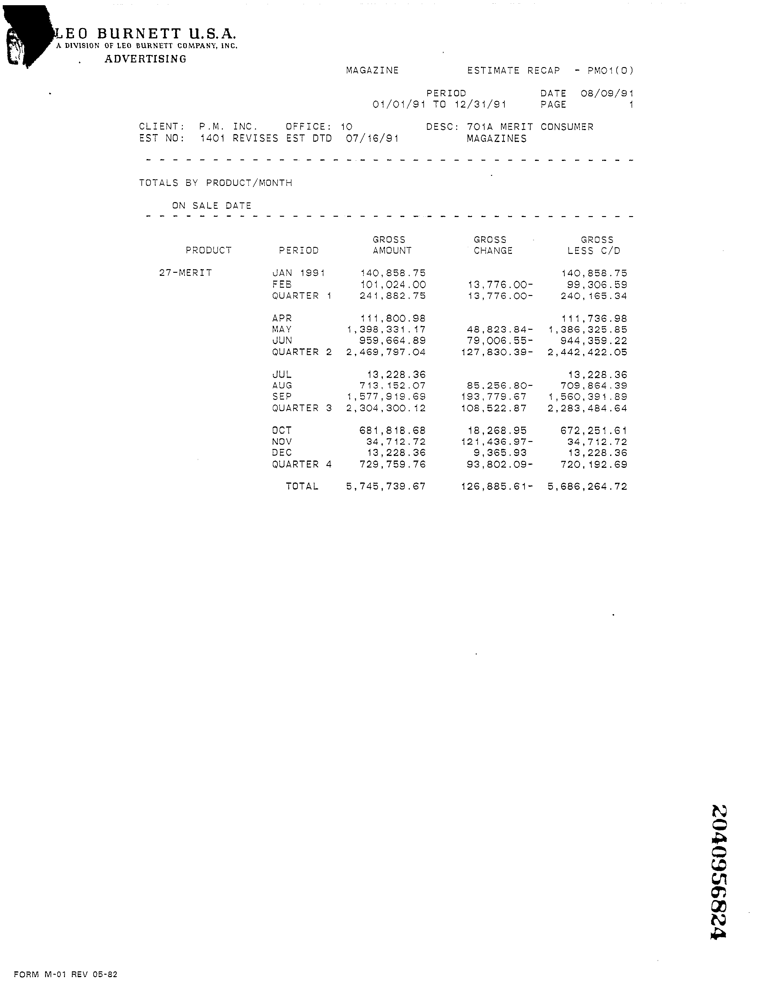 LEO BURNETT U.S.A.
A DIVISION OF LEO BURNETT COMPANY, INC.
ADVERTISING
MAGAZINE ESTIMATE RECAP - PM01(O)
PERIOD DATE 08/09/91
01/01/91 TO 12/31/91 PAGE 1
CLIENT: P.M. INC. OFFICE: 10 DESC: 701A MERIT CONSUMER
EST NO: 1401 REVISES EST DTD 07/16/91 MAGAZINES
TOTALS BY PRODUCT/MONTH
ON SALE DATE
GROSS GROSS GROSS
PRODUCT PERIOD AMOUNT CHANGE LESS C/D
27-MERIT JAN 1991 140,858.75 140,858.75
FEB 101,024.00 13,776.00- 99,306.59
QUARTER 1 241,882.75 13,776.00- 240,165.34
APR 111,800.98 111,736.98
MAY 1,398,331.17 48,823.84- 1,386,325.85
JUN 959,664.89 79,006.55- 944,359.22
QUARTER 2 2,469,797.04 127,830.39- 2,442,422.05
JUL 13,228.36 13,228.36
AUG 713,152.07 85,256.80- 709,864.39
SEP 1,577,919.69 193,779.67 1,560,391.89
QUARTER 3 2,304,300.12 108,522.87 2,283,484.64
OCT 681,818.68 18,268.95 672,251.61
NOV 34,712.72 121,436.97- 34,712.72
DEC 13,228.36 9,365.93 13,228.36
QUARTER 4 729,759.76 93,802.09- 720,192.69
TOTAL 5,745,739.67 126,885.61- 5,686,264.72
2040956824
FORM M-01 REV 05-82